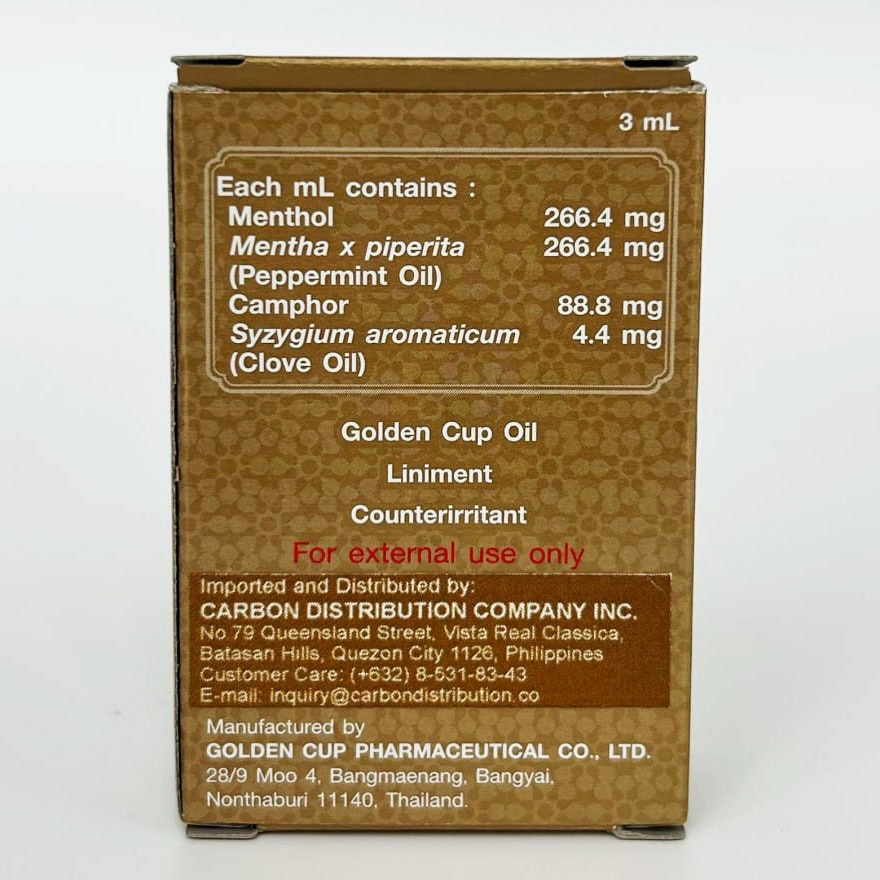 3 mL
Each mL contains :
Menthol 266.4 mg
Mentha x piperita 266.4 mg
(Peppermint Oil)
Camphor 88.8 mg
Syzygium aromaticum 4.4 mg
(Clove Oil)
Golden Cup Oil
Liniment
Counterirritant
For external use only
Imported and Distributed by:
CARBON DISTRIBUTION COMPANY INC.
No.79 Queensland Street, Vista Real Classica,
Batasan Hills, Quezon City 1126, Philippines
Customer Care: (+632) 8-531-83-43
E-mail: inquiry@carbondistribution.co
Manufactured by
GOLDEN CUP PHARMACEUTICAL CO., LTD.
28/9 Moo 4, Bangmaenang, Bangyai,
Nonthaburi 11140, Thailand.